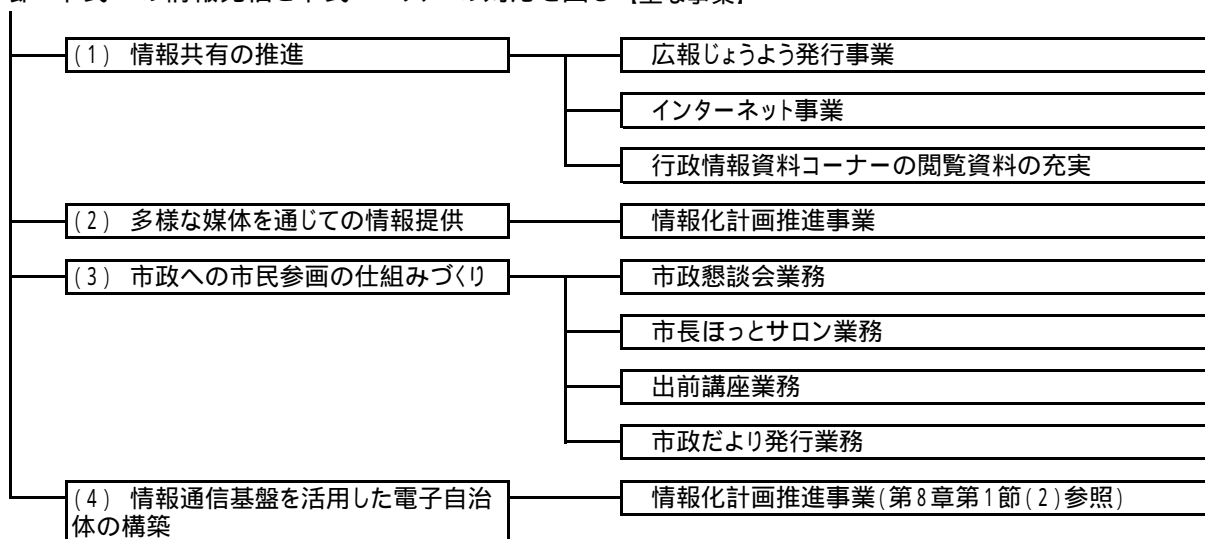 【主な事業】
(1) 情報共有の推進
広報じょうよう発行事業
インターネット事業
行政情報資料コーナーの閲覧資料の充実
(2) 多様な媒体を通じての情報提供
情報化計画推進事業
(3) 市政への市民参画の仕組みづくり
市政懇談会業務
市長ほっとサロン業務
出前講座業務
市政だより発行業務
(4) 情報通信基盤を活用した電子自治
体の構築
情報化計画推進事業(第8章第1節(2)参照)